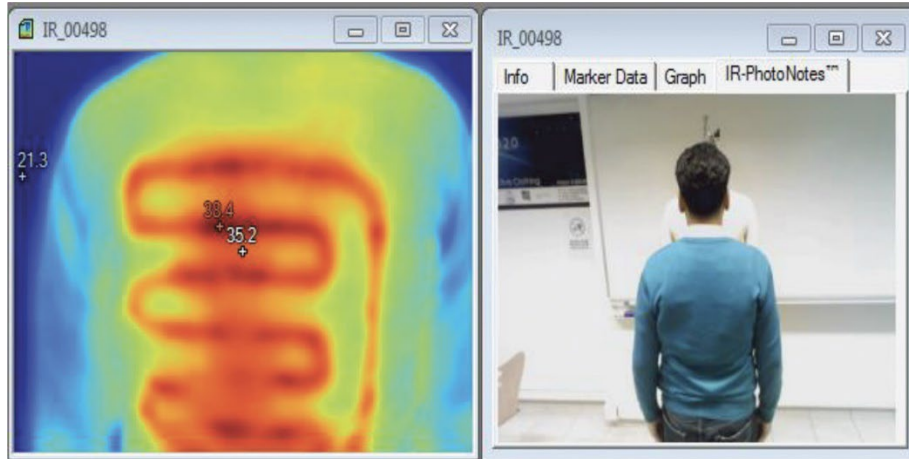 IR_00498
21.3
38.4
35.2
IR_00498
Info
Marker Data
Graph
IR-PhotoNotes™